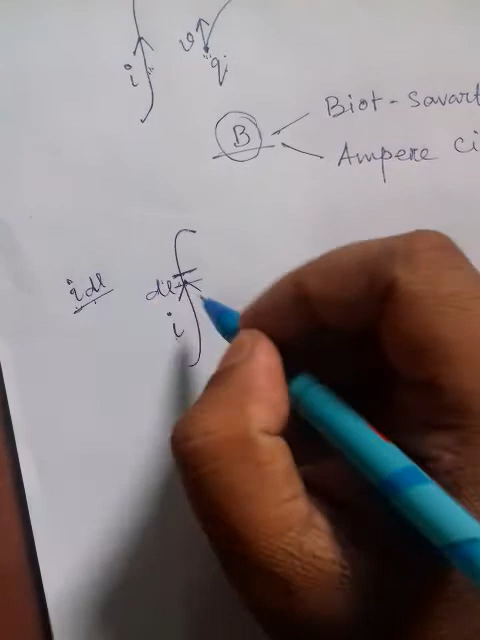 i v q
B Biot-Savart
Ampere Ci
idl dl
i